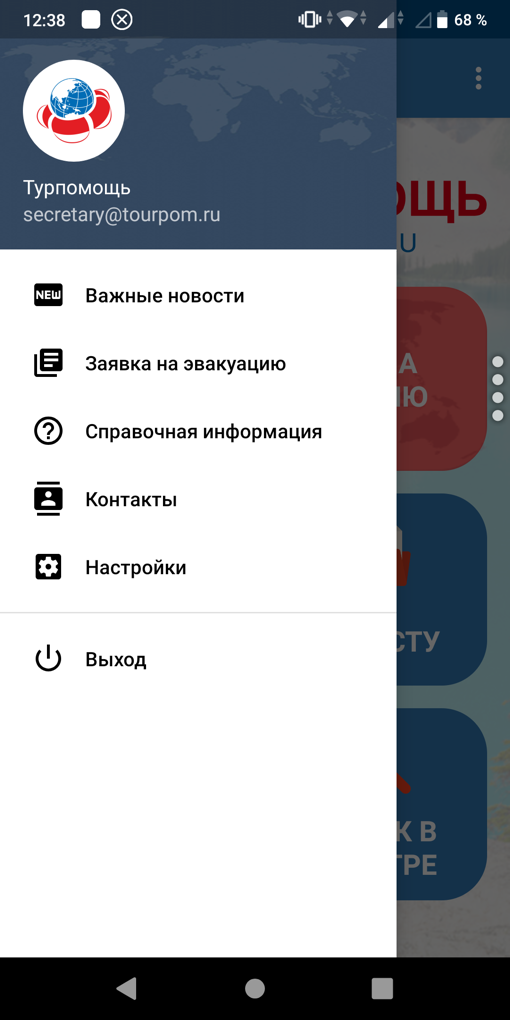 12:38
68 %
Турпомощь
secretary@tourpom.ru
NEW
Важные новости
Заявка на эвакуацию
Справочная информация
Контакты
Настройки
Выход